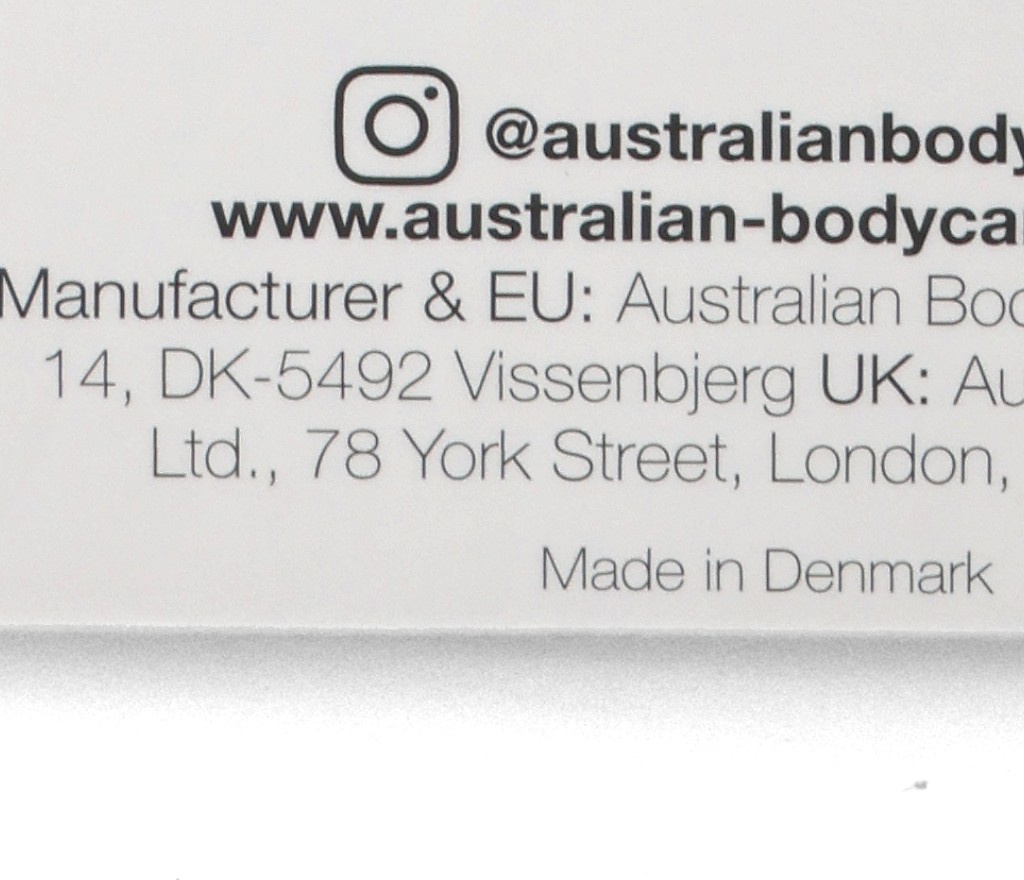 @australianbody
www.australian-bodyca
Manufacturer & EU: Australian Bod
14, DK-5492 Vissenbjerg UK: Au
Ltd., 78 York Street, London,
Made in Denmark